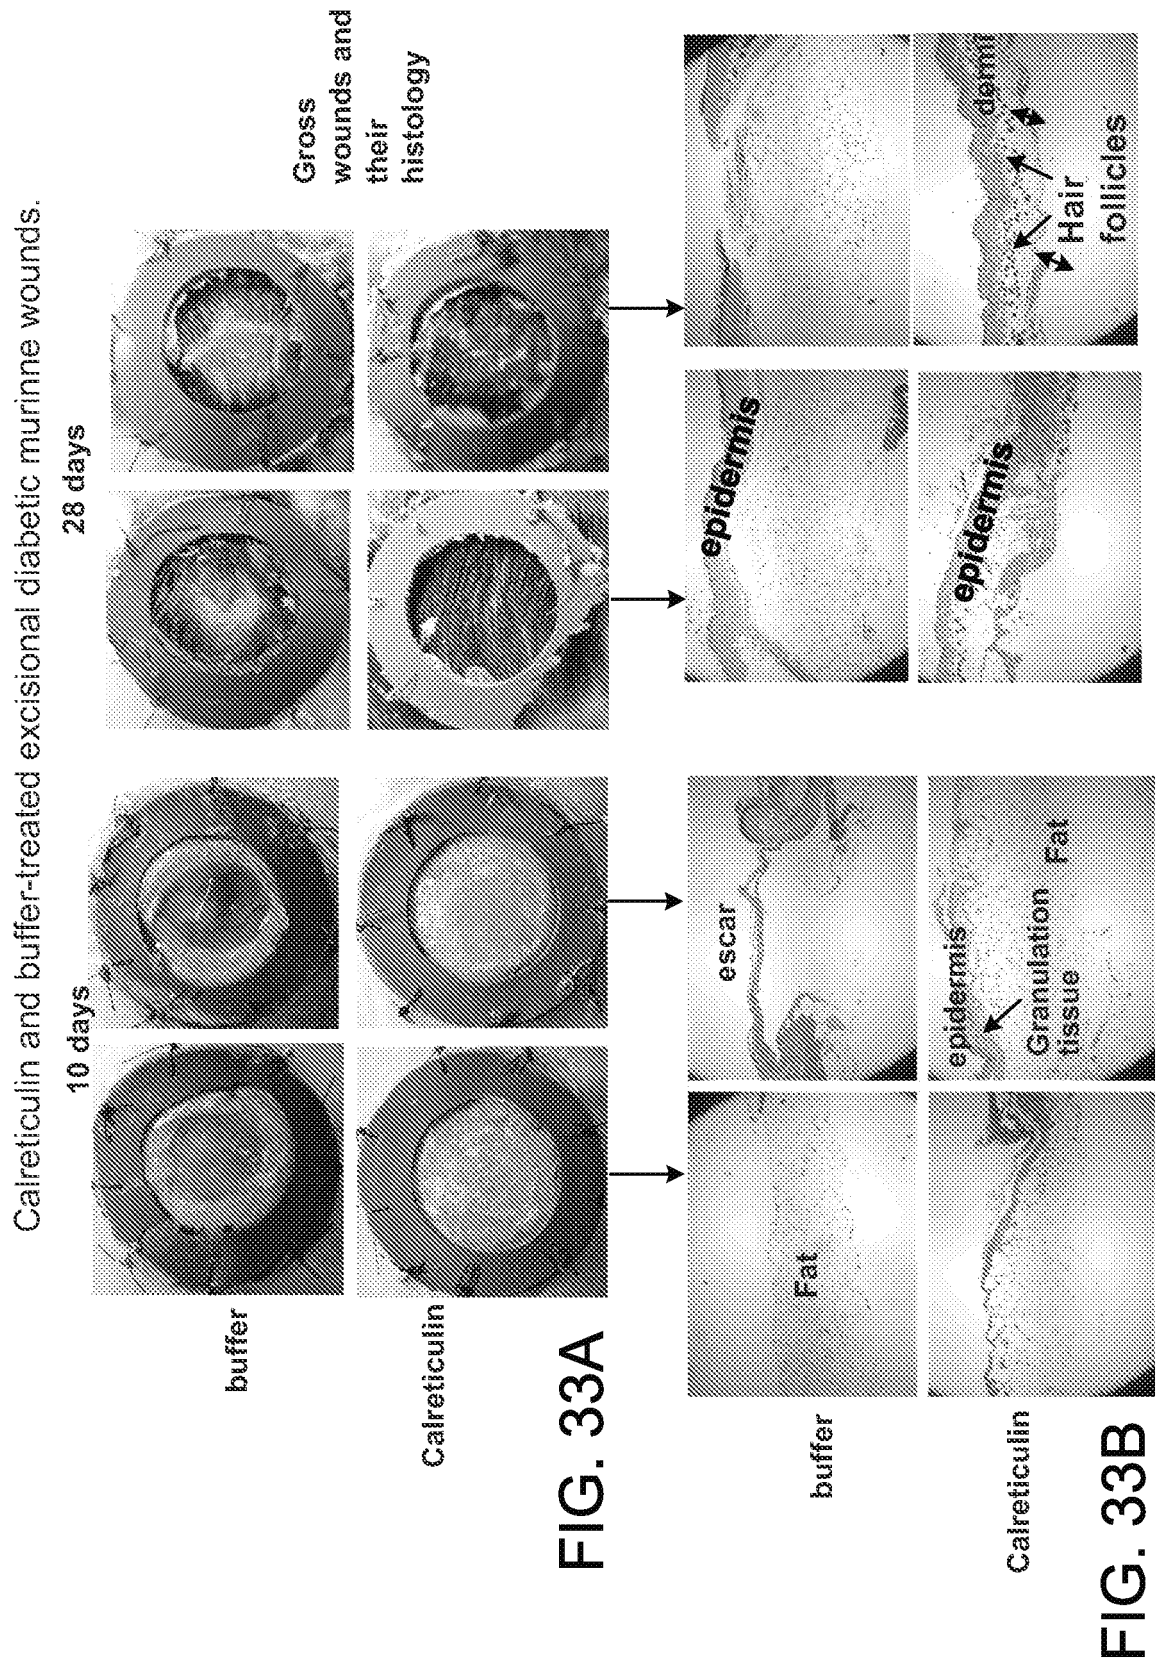 Calreticulin and buffer-treated excisional diabetic murinne wounds.
10 days
28 days
Gross
wounds and
their
histology
buffer
Calreticulin
FIG. 33A
buffer
Fat
escar
epidermis
Calreticulin
epidermis
Granulation
tissue
Fat
epidermis
dermi
Hair
follicles
FIG. 33B